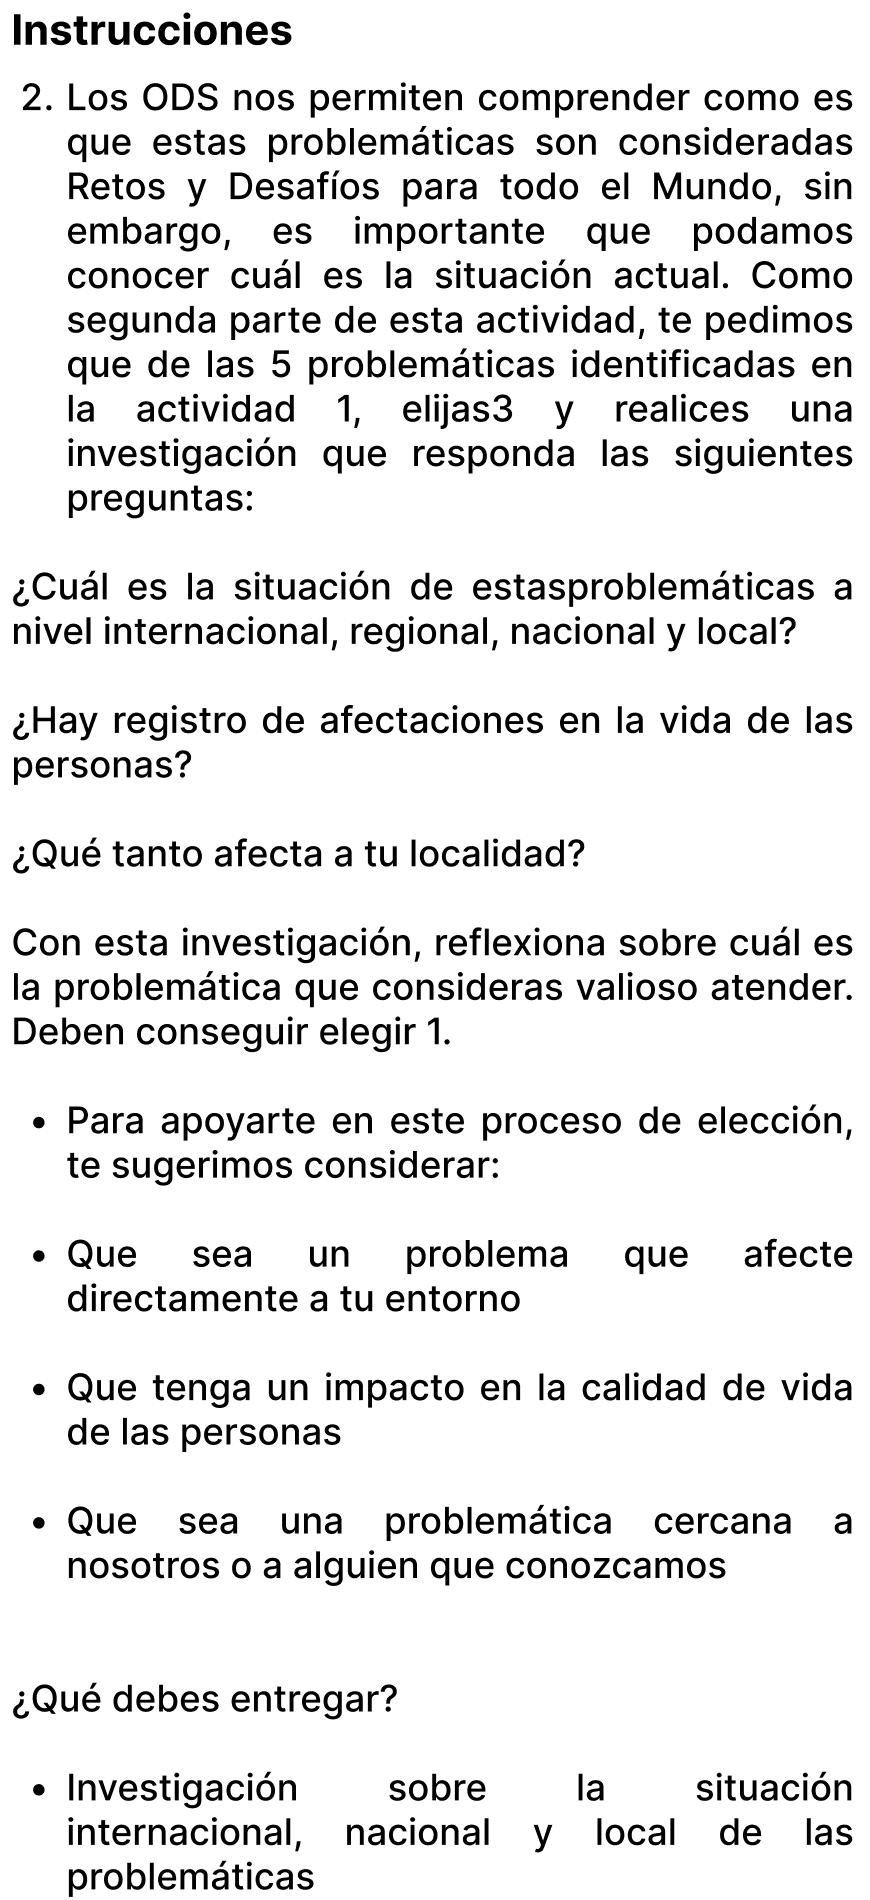 Instrucciones
2. Los ODS nos permiten comprender como es
que estas problemáticas son consideradas
Retos y Desafíos para todo el Mundo, sin
embargo, es importante que podamos
conocer cuál es la situación actual. Como
segunda parte de esta actividad, te pedimos
que de las 5 problemáticas identificadas en
la actividad 1, elijas3 y realices una
investigación que responda las siguientes
preguntas:
¿Cuál es la situación de estasproblemáticas a
nivel internacional, regional, nacional y local?
¿Hay registro de afectaciones en la vida de las
personas?
¿Qué tanto afecta a tu localidad?
Con esta investigación, reflexiona sobre cuál es
la problemática que consideras valioso atender.
Deben conseguir elegir 1.
• Para apoyarte en este proceso de elección,
te sugerimos considerar:
• Que sea un problema que afecte
directamente a tu entorno
• Que tenga un impacto en la calidad de vida
de las personas
• Que sea una problemática cercana a
nosotros o a alguien que conozcamos
¿Qué debes entregar?
• Investigación sobre la situación
internacional, nacional y local de las
problemáticas